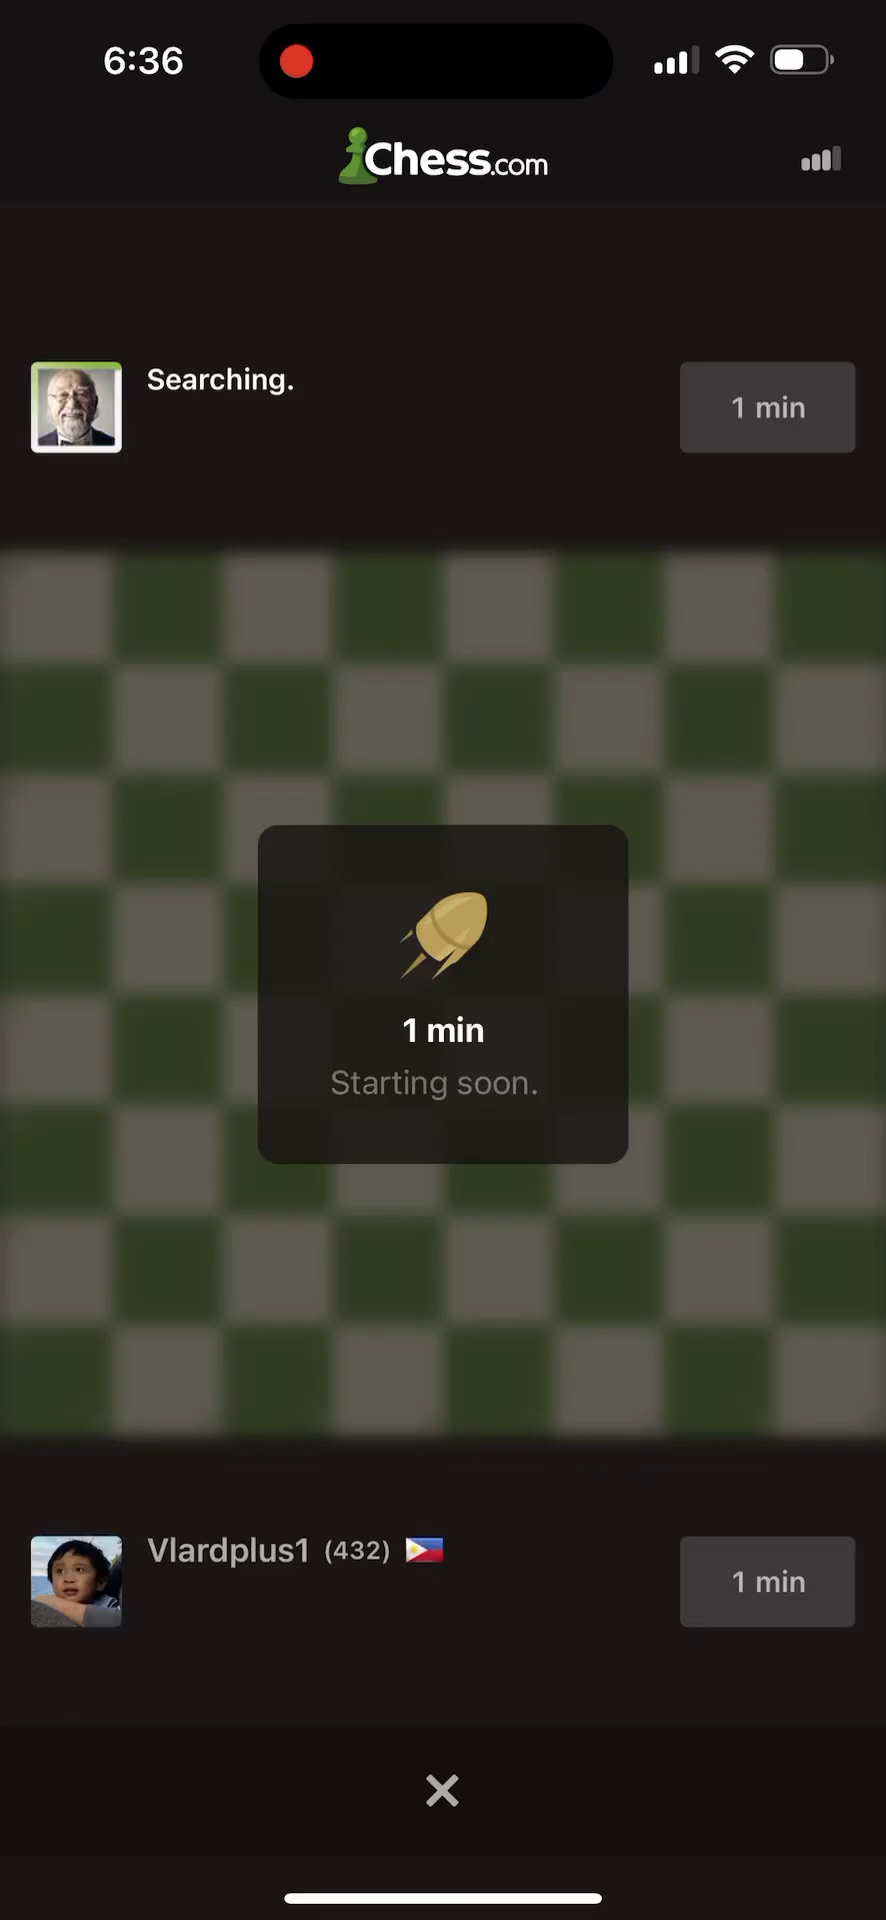 6:36
Chess.com
Searching.
1 min
1 min
Starting soon.
Vlardplus1 (432)
1 min